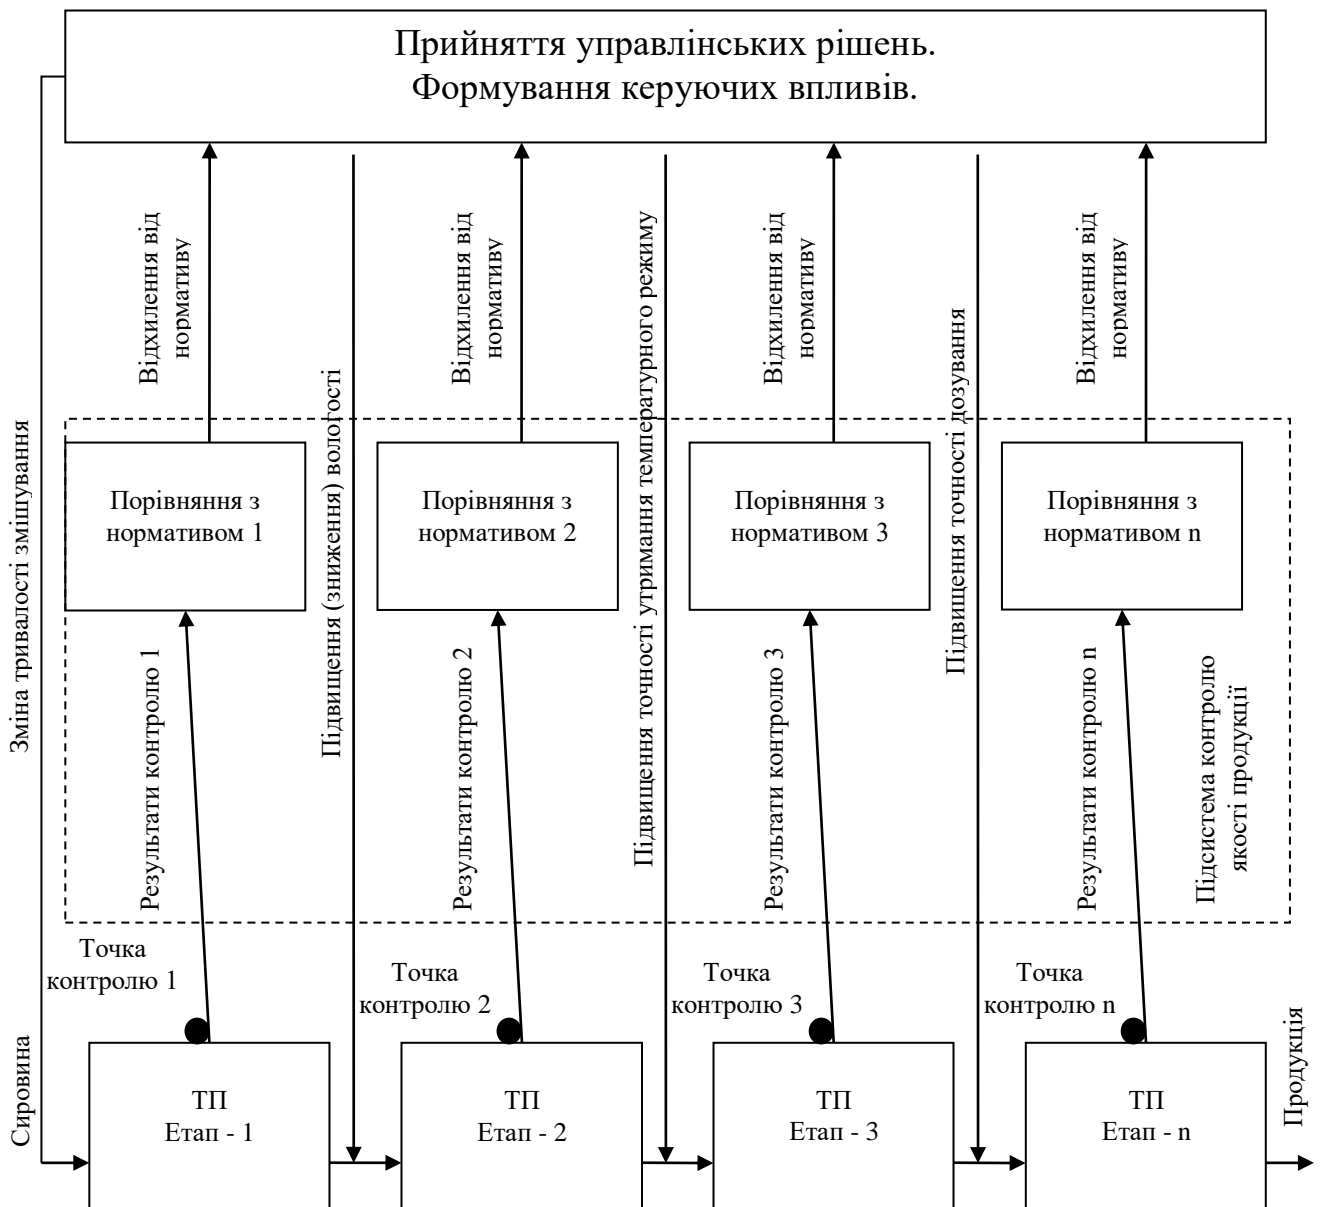 Прийняття управлінських рішень.
Формування керуючих впливів.
Відхилення від
нормативу
Відхилення від
нормативу
Відхилення від
нормативу
Відхилення від
нормативу
Зміна тривалості змішування
Підвищення (зниження) вологості
Підвищення точності утримання температурного режиму
Підвищення точності дозування
Порівняння з
нормативом 1
Порівняння з
нормативом 2
Порівняння з
нормативом 3
Порівняння з
нормативом n
Результати контролю 1
Результати контролю 2
Результати контролю 3
Результати контролю n
Підсистема контролю
якості продукції
Точка
контролю 1
Точка
контролю 2
Точка
контролю 3
Точка
контролю n
Сировина
ТП
Етап - 1
ТП
Етап - 2
ТП
Етап - 3
ТП
Етап - n
Продукція